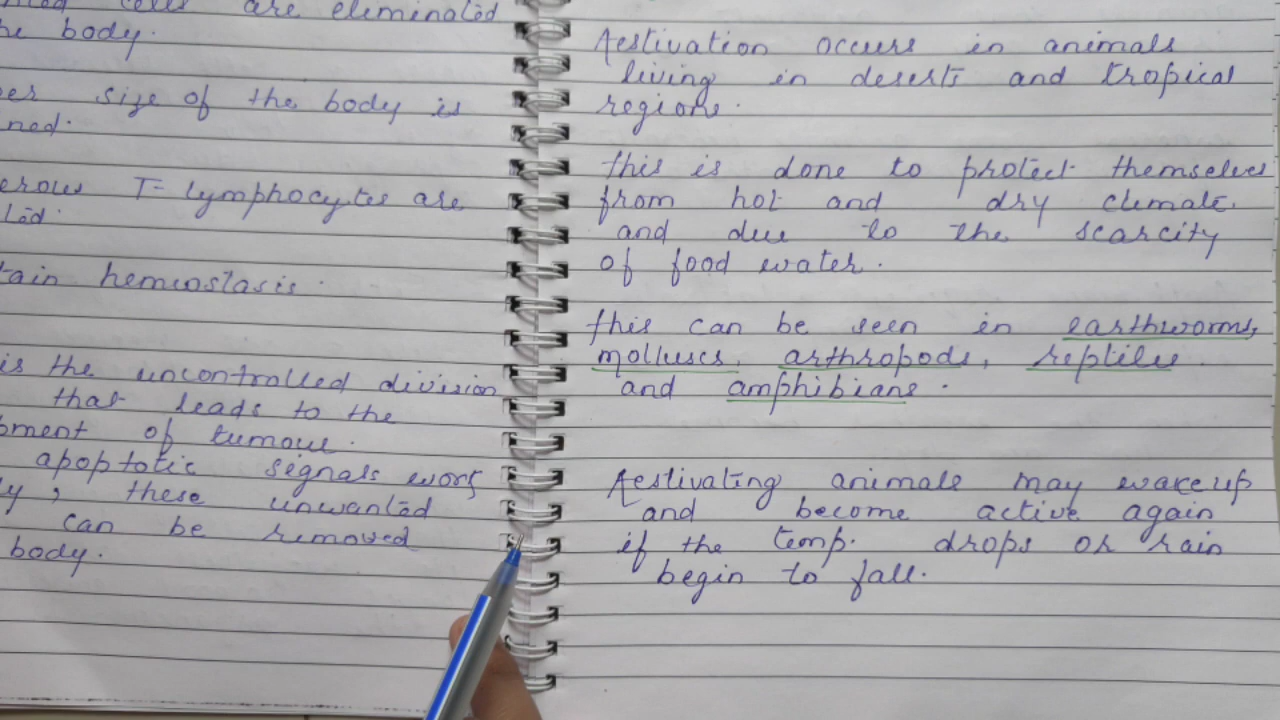 cells are eliminated
body.
size of the body is
T- lymphocytes are
hemostasis.
is the uncontrolled division
that leads to the
of tumour.
apoptotic signals work
these unwanted
can be removed
body.
Aestivation occurs in animals
living in deserts and tropical
regions.
this is done to protect themselves
from hot and dry climate.
and due to the scarcity
of food water.
this can be seen in earthworms,
molluscs, arthropods, reptiles
and amphibians.
Aestivating animals may wake up
and become active again
if the temp. drops or rain
begin to fall.